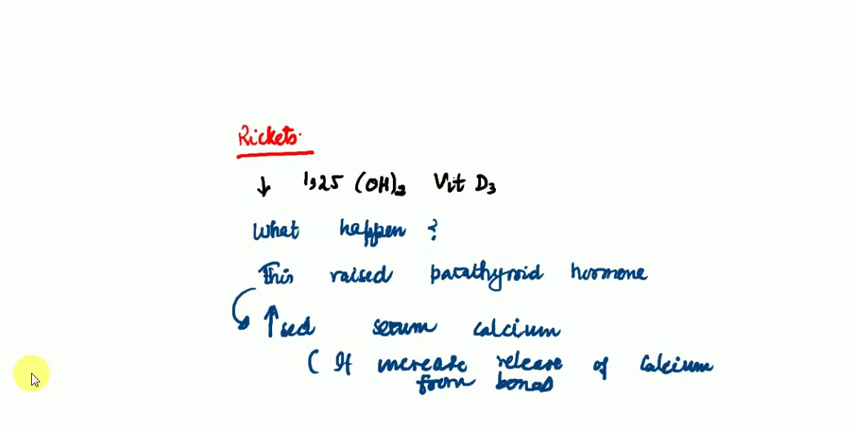 Rickets.
↓ 1,25 (OH)2 Vit D3
What happen ?
This raised parathyroid hormone
↑sed serum calcium
( It increase release of calcium
from bones